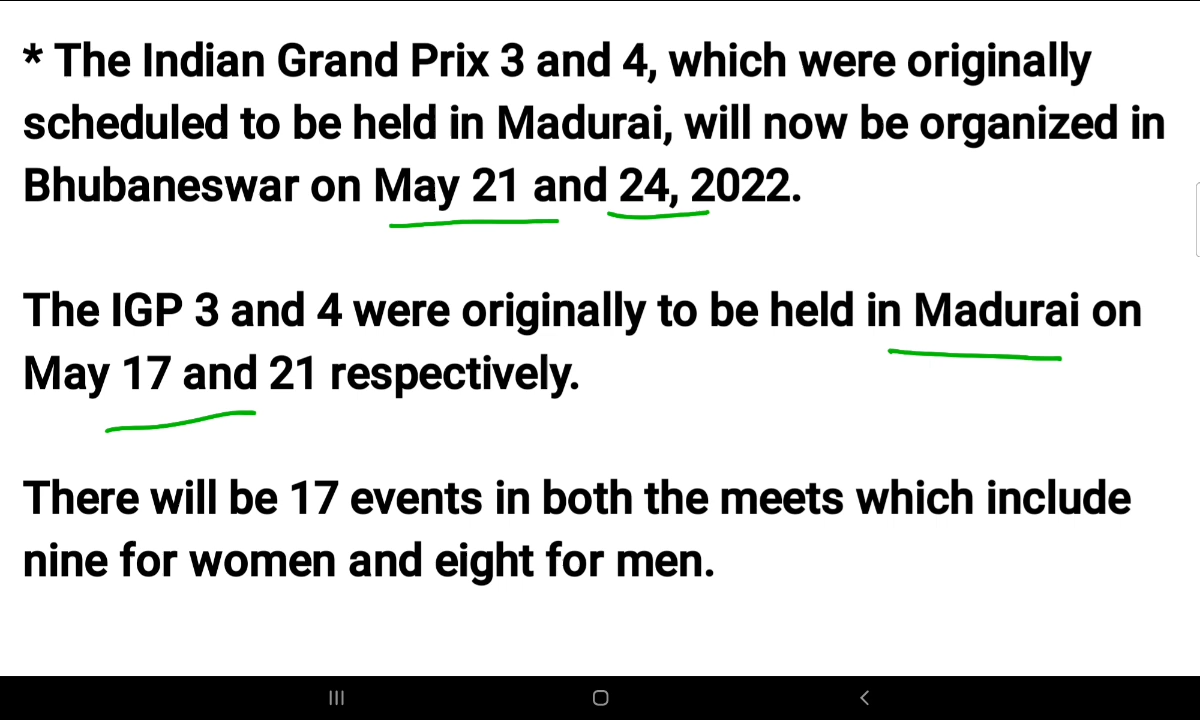 * The Indian Grand Prix 3 and 4, which were originally
scheduled to be held in Madurai, will now be organized in
Bhubaneswar on May 21 and 24, 2022.
The IGP 3 and 4 were originally to be held in Madurai on
May 17 and 21 respectively.
There will be 17 events in both the meets which include
nine for women and eight for men.